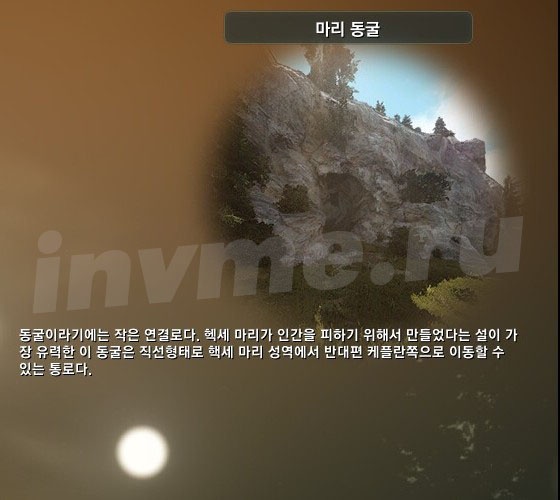 마리 동굴
invme.ru
동굴이라기에는 작은 연결로다. 헥세 마리가 인간을 피하기 위해서 만들었다는 설이 가
장 유력한 이 동굴은 직선형태로 핵세 마리 성역에서 반대편 케플란쪽으로 이동할 수
있는 통로다.